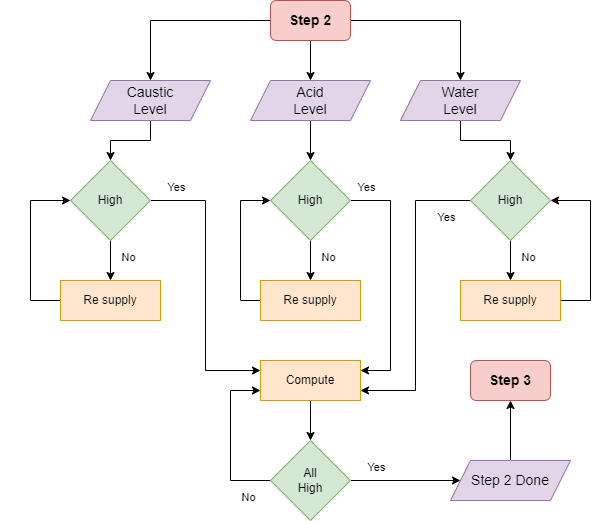 Step 2
Caustic
Level
Acid
Level
Water
Level
High
Yes
High
Yes
High
Yes
No
No
No
Re supply
Re supply
Re supply
Compute
Step 3
All
High
Yes
No
Step 2 Done